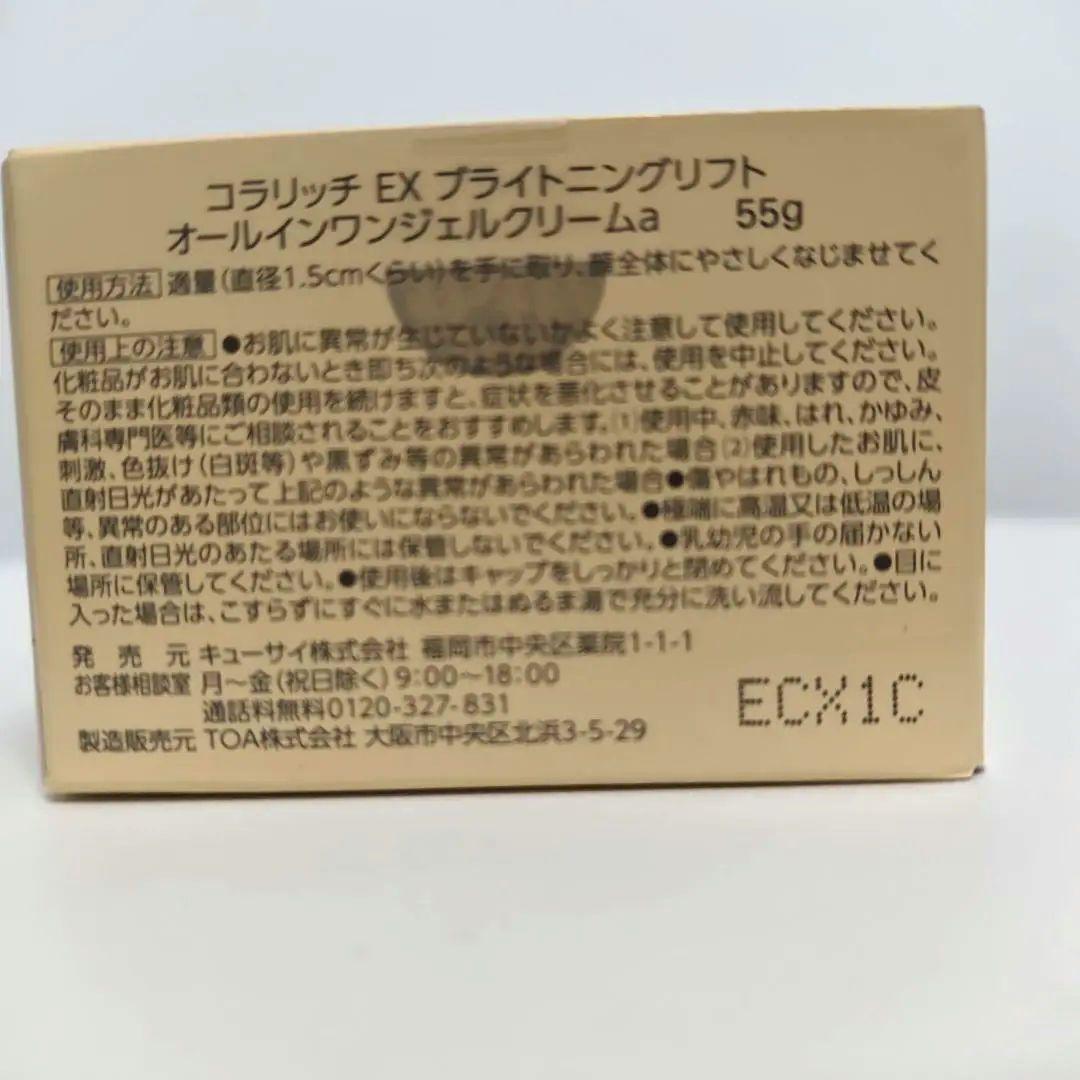 コラリッチ EX ブライトニングリフト
オールインワンジェルクリームa 55g
使用方法 適量(直径1.5cmくらい)を手に取り、顔全体にやさしくなじませてく
ださい。
使用上の注意 ●お肌に異常が生じていないかよく注意して使用してください。
化粧品がお肌に合わないとき即ち次のような場合には、使用を中止してください。
そのまま化粧品類の使用を続けますと、症状を悪化させることがありますので、皮
膚科専門医等にご相談されることをおすすめします。(1)使用中、赤味、はれ、かゆみ、
刺激、色抜け(白斑等)や黒ずみ等の異常があらわれた場合(2)使用したお肌に、
直射日光があたって上記のような異常があらわれた場合●傷やはれもの、しっしん
等、異常のある部位にはお使いにならないでください。●極端に高温又は低温の場
所、直射日光のあたる場所には保管しないでください。●乳幼児の手の届かない
場所に保管してください。●使用後はキャップをしっかりと閉めてください。●目に
入った場合は、こすらずにすぐに水またはぬるま湯で充分に洗い流してください。
発売元 キューサイ株式会社 福岡市中央区薬院1-1-1
お客様相談室 月～金(祝日除く)9:00～18:00
通話料無料0120-327-831
製造販売元 TOA株式会社 大阪市中央区北浜3-5-29
ECX1C